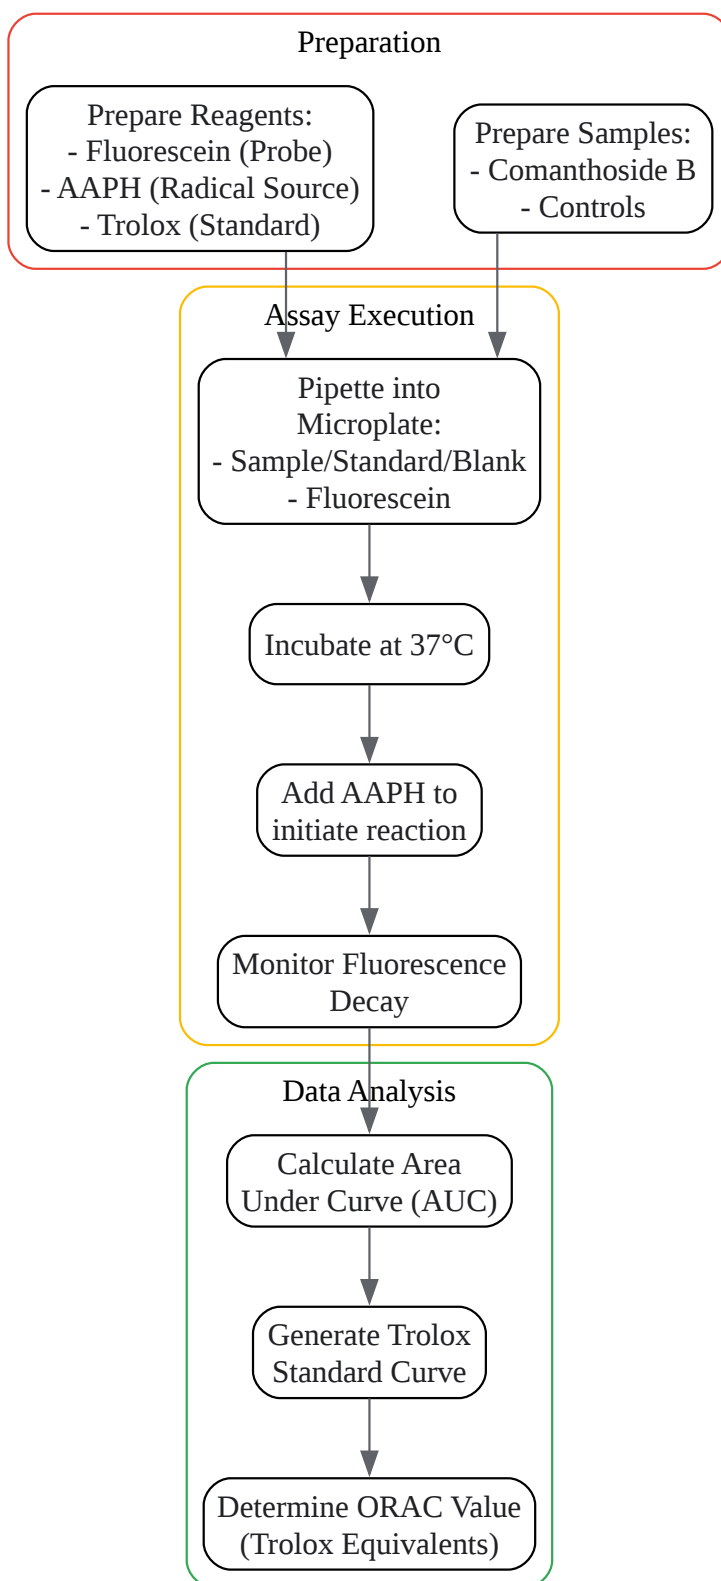 Preparation
Prepare Reagents:
- Fluorescein (Probe)
- AAPH (Radical Source)
- Trolox (Standard)
Prepare Samples:
- Comanthoside B
- Controls
Assay Execution
Pipette into
Microplate:
- Sample/Standard/Blank
- Fluorescein
Incubate at 37°C
Add AAPH to
initiate reaction
Monitor Fluorescence
Decay
Data Analysis
Calculate Area
Under Curve (AUC)
Generate Trolox
Standard Curve
Determine ORAC Value
(Trolox Equivalents)